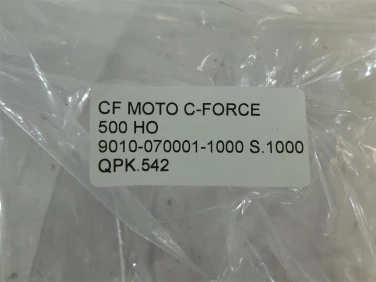 CF MOTO C-FORCE
500 HO
9010-070001-1000 S.1000
QPK.542